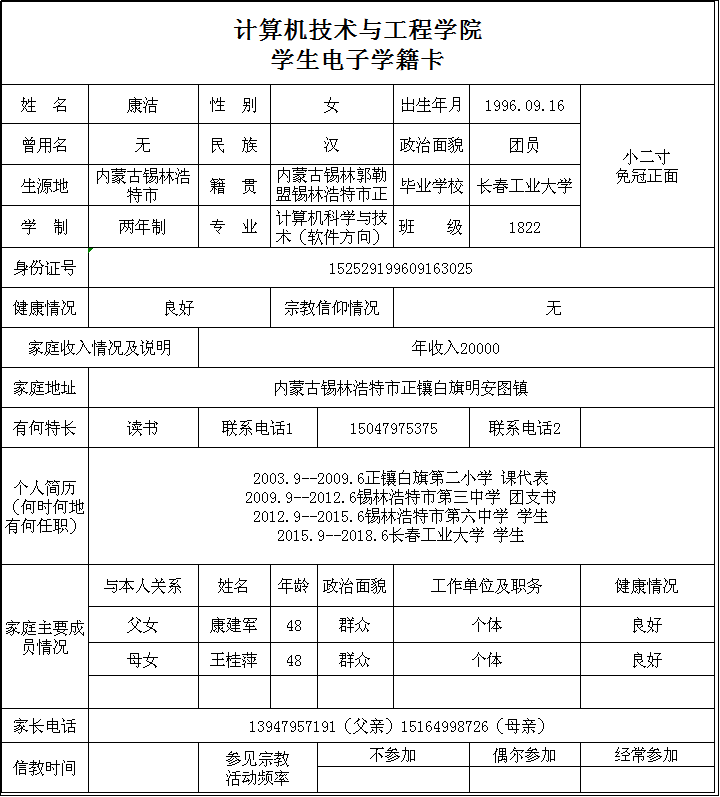 计算机技术与工程学院
学生电子学籍卡
姓 名 康洁 性 别 女 出生年月 1996.09.16
曾用名 无 民 族 汉 政治面貌 团员
小二寸
免冠正面
生源地 内蒙古锡林浩特市 籍 贯 内蒙古锡林郭勒盟锡林浩特市正 毕业学校 长春工业大学
学 制 两年制 专 业 计算机科学与技术（软件方向） 班 级 1822
身份证号 152529199609163025
健康情况 良好 宗教信仰情况 无
家庭收入情况及说明 年收入20000
家庭地址 内蒙古锡林浩特市正镶白旗明安图镇
有何特长 读书 联系电话1 15047975375 联系电话2
个人简历
（何时何地
有何任职）
2003.9--2009.6正镶白旗第二小学 课代表
2009.9--2012.6锡林浩特市第三中学 团支书
2012.9--2015.6锡林浩特市第六中学 学生
2015.9--2018.6长春工业大学 学生
家庭主要成
员情况
与本人关系 姓名 年龄 政治面貌 工作单位及职务 健康情况
父女 康建军 48 群众 个体 良好
母女 王桂萍 48 群众 个体 良好
家长电话 13947957191（父亲）15164998726（母亲）
信教时间 参见宗教
活动频率
不参加 偶尔参加 经常参加